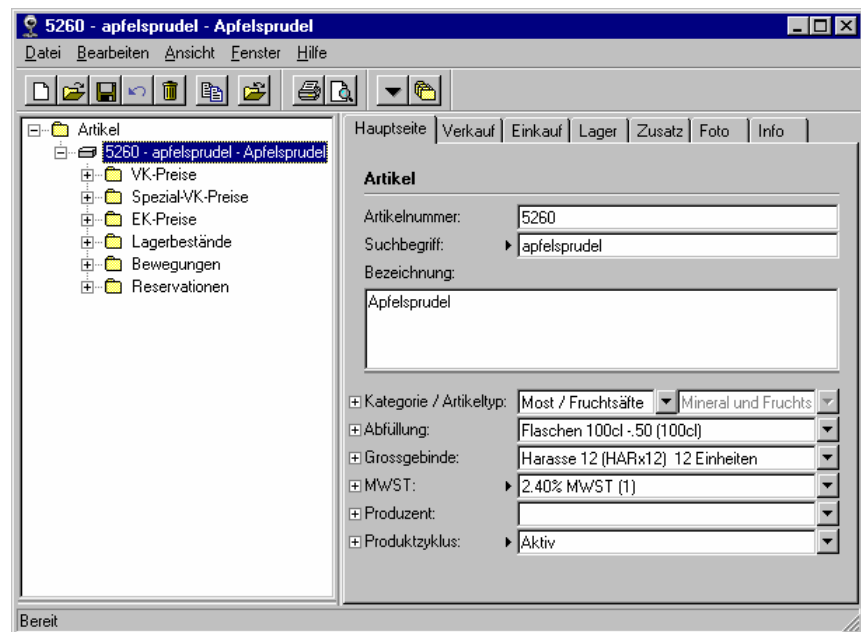 5260 - apfelsprudel - Apfelsprudel
Datei Bearbeiten Ansicht Fenster Hilfe
Artikel
5260 - apfelsprudel - Apfelsprudel
VK-Preise
Spezial-VK-Preise
EK-Preise
Lagerbestände
Bewegungen
Reservationen
Hauptseite Verkauf Einkauf Lager Zusatz Foto Info
Artikel
Artikelnummer: 5260
Suchbegriff: apfelsprudel
Bezeichnung:
Apfelsprudel
Kategorie / Artikeltyp: Most / Fruchtsäfte Mineral und Fruchts
Abfüllung: Flaschen 100cl -.50 (100cl)
Grossgebinde: Harasse 12 (HARx12) 12 Einheiten
MWST: 2.40% MWST (1)
Produzent:
Produktzyklus: Aktiv
Bereit